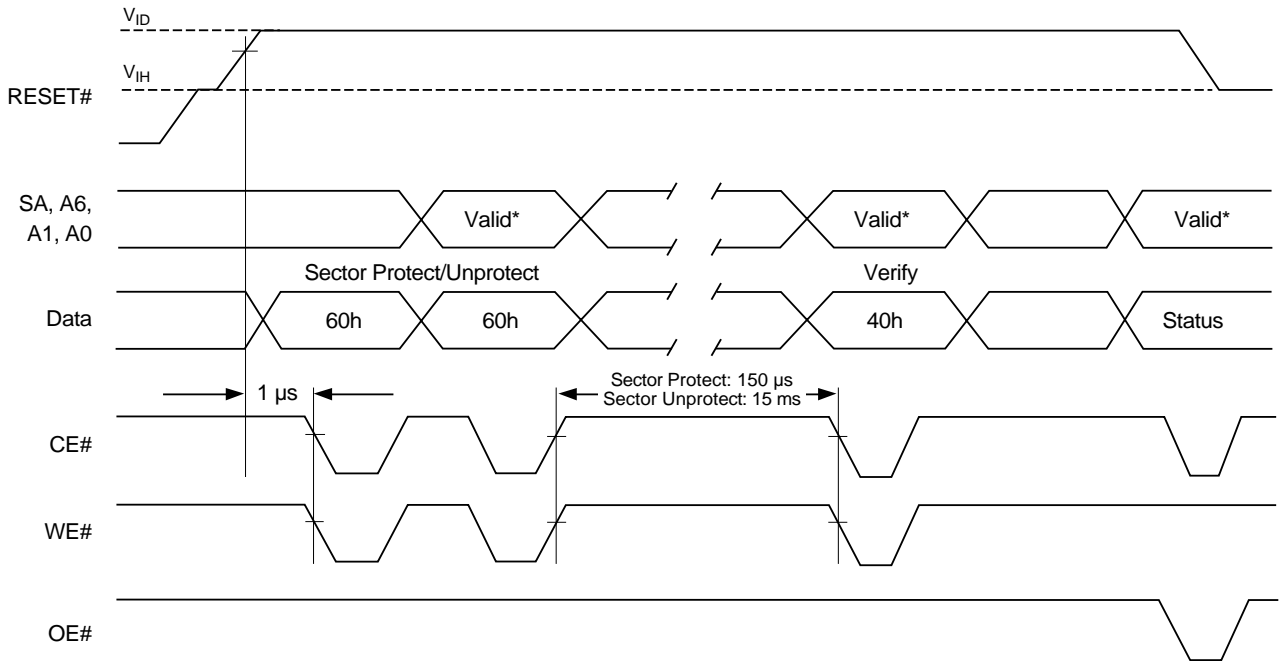 VID
VIH
RESET#
SA, A6,
A1, A0
Valid*
Valid*
Valid*
Sector Protect/Unprotect
Verify
Data
60h
60h
40h
Status
1 µs
Sector Protect: 150 µs
Sector Unprotect: 15 ms
CE#
WE#
OE#